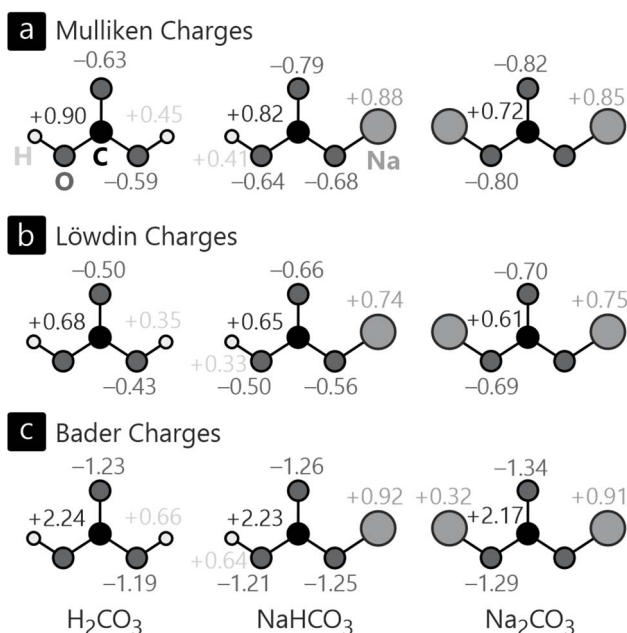 a Mulliken Charges
−0.63 −0.79 −0.82
+0.90 +0.45 +0.82 +0.88 +0.72 +0.85
H O C −0.59 +0.41 −0.64 −0.68 Na −0.80
b Löwdin Charges
−0.50 −0.66 −0.70
+0.68 +0.35 +0.65 +0.74 +0.61 +0.75
−0.43 +0.33 −0.50 −0.56 −0.69
c Bader Charges
−1.23 −1.26 −1.34
+2.24 +0.66 +2.23 +0.92 +0.32 +2.17 +0.91
−1.19 +0.64 −1.21 −1.25 −1.29
H₂CO₃ NaHCO₃ Na₂CO₃